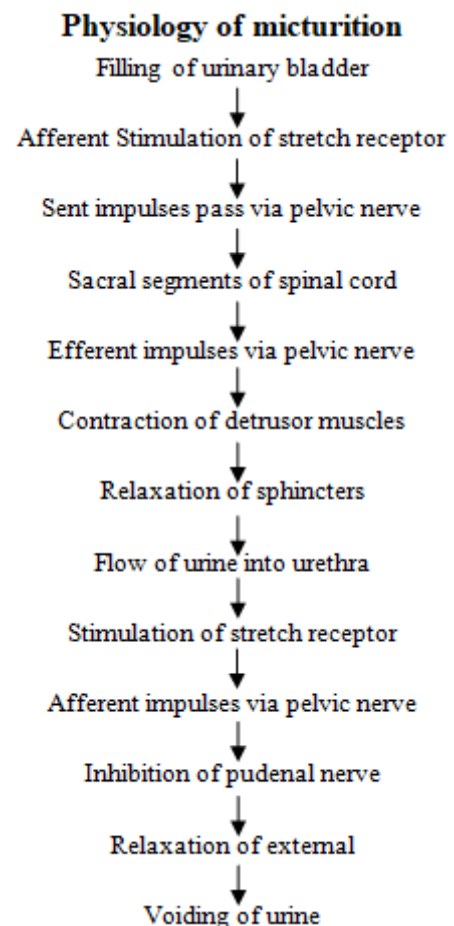 Physiology of micturition
Filling of urinary bladder
Afferent Stimulation of stretch receptor
Sent impulses pass via pelvic nerve
Sacral segments of spinal cord
Efferent impulses via pelvic nerve
Contraction of detrusor muscles
Relaxation of sphincters
Flow of urine into urethra
Stimulation of stretch receptor
Afferent impulses via pelvic nerve
Inhibition of pudenal nerve
Relaxation of external
Voiding of urine